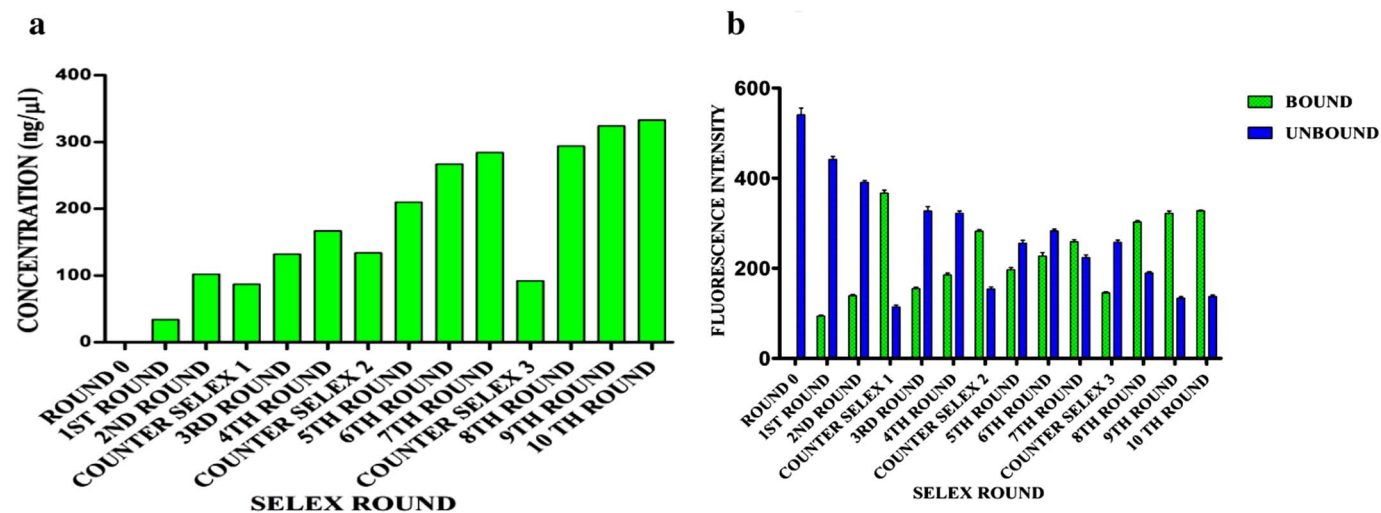 a
CONCENTRATION (ng/µl)
400
300
200
100
0
ROUND 0
1ST ROUND
2ND ROUND
COUNTER SELEX 1
3RD ROUND
4TH ROUND
COUNTER SELEX 2
5TH ROUND
6TH ROUND
7TH ROUND
COUNTER SELEX 3
8TH ROUND
9TH ROUND
10 TH ROUND
SELEX ROUND
b
FLUORESCENCE INTENSITY
600
400
200
0
ROUND 0
1ST ROUND
2ND ROUND
COUNTER SELEX 1
3RD ROUND
4TH ROUND
COUNTER SELEX 2
5TH ROUND
6TH ROUND
7TH ROUND
COUNTER SELEX 3
8TH ROUND
9TH ROUND
10 TH ROUND
SELEX ROUND
BOUND
UNBOUND